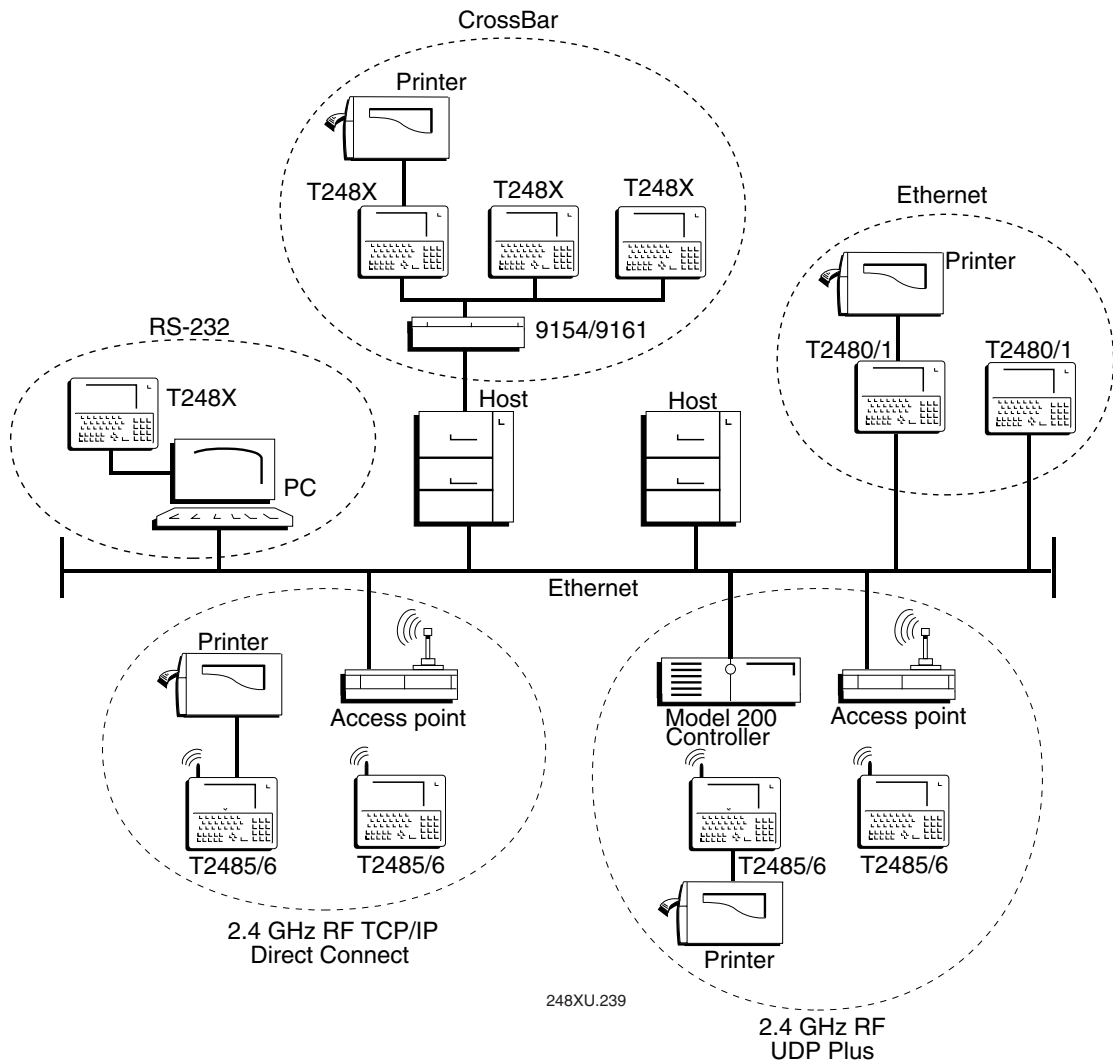 CrossBar
Printer
T248X
T248X
T248X
9154/9161
Ethernet
Printer
T2480/1
T2480/1
RS-232
T248X
PC
Host
Host
Ethernet
Printer
Access point
T2485/6
T2485/6
2.4 GHz RF TCP/IP
Direct Connect
Model 200
Controller
Access point
T2485/6
T2485/6
Printer
248XU.239
2.4 GHz RF
UDP Plus